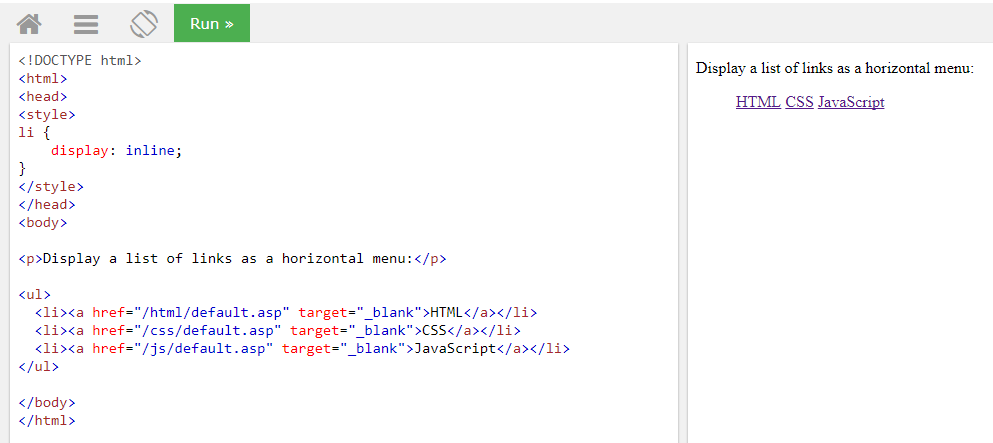 Run »
<!DOCTYPE html>
<html>
<head>
<style>
li {
    display: inline;
}
</style>
</head>
<body>

<p>Display a list of links as a horizontal menu:</p>

<ul>
  <li><a href="/html/default.asp" target="_blank">HTML</a></li>
  <li><a href="/css/default.asp" target="_blank">CSS</a></li>
  <li><a href="/js/default.asp" target="_blank">JavaScript</a></li>
</ul>

</body>
</html>
Display a list of links as a horizontal menu:
HTML CSS JavaScript